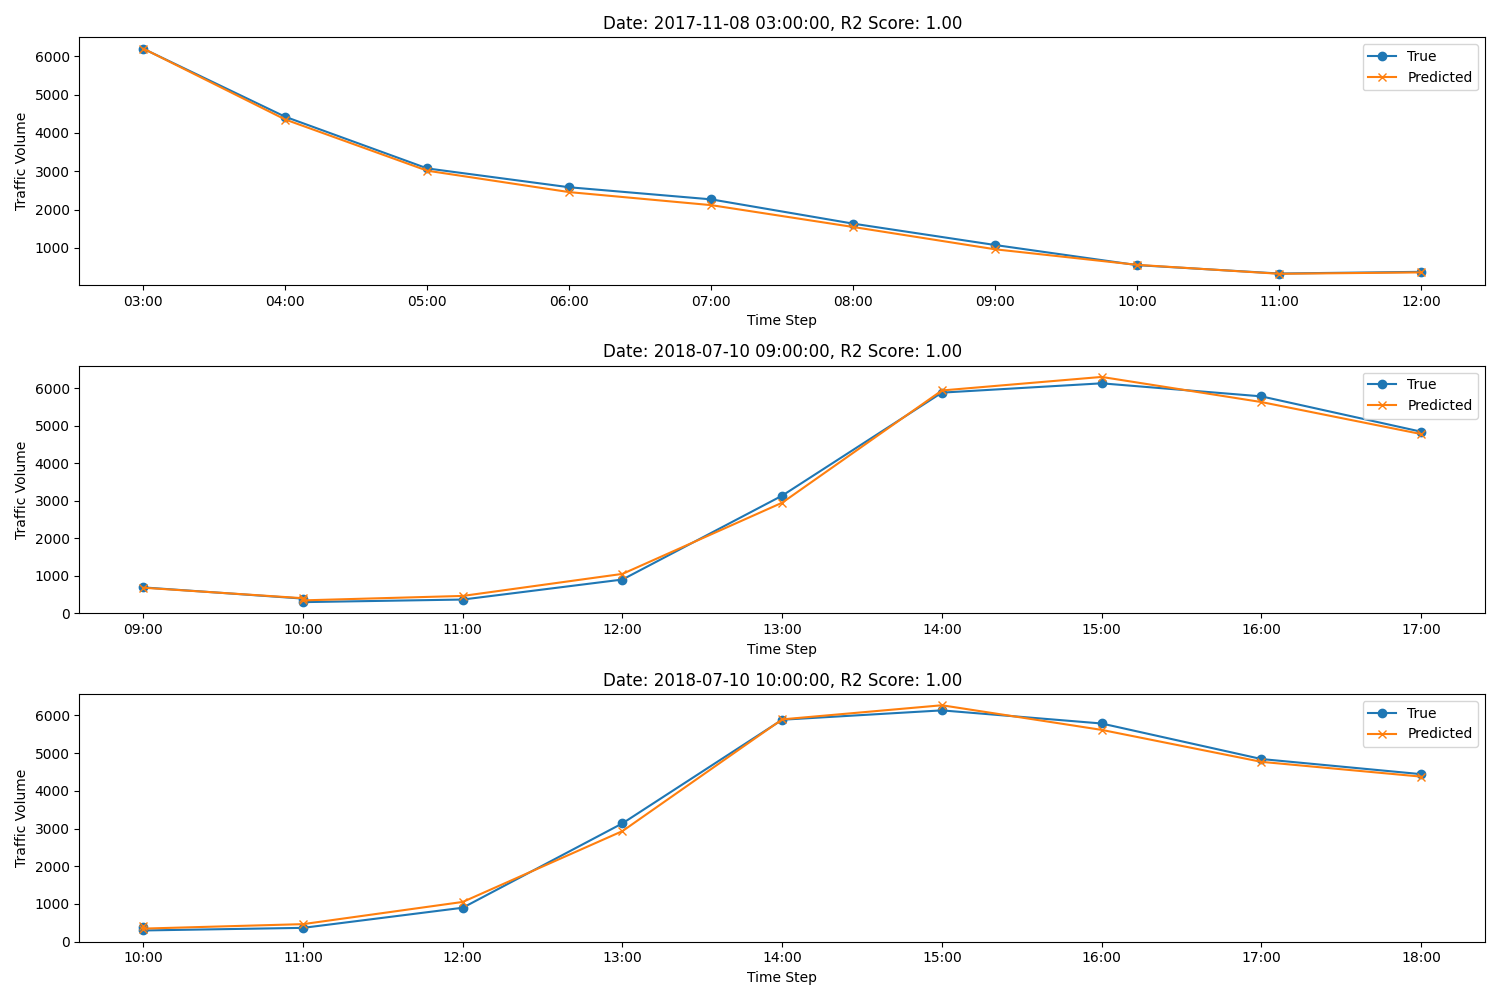 Date: 2017-11-08 03:00:00, R2 Score: 1.00
True
Predicted
6000
5000
4000
3000
2000
1000
Traffic Volume
03:00 04:00 05:00 06:00 07:00 08:00 09:00 10:00 11:00 12:00
Time Step
Date: 2018-07-10 09:00:00, R2 Score: 1.00
True
Predicted
6000
5000
4000
3000
2000
1000
0
Traffic Volume
09:00 10:00 11:00 12:00 13:00 14:00 15:00 16:00 17:00
Time Step
Date: 2018-07-10 10:00:00, R2 Score: 1.00
True
Predicted
6000
5000
4000
3000
2000
1000
0
Traffic Volume
10:00 11:00 12:00 13:00 14:00 15:00 16:00 17:00 18:00
Time Step